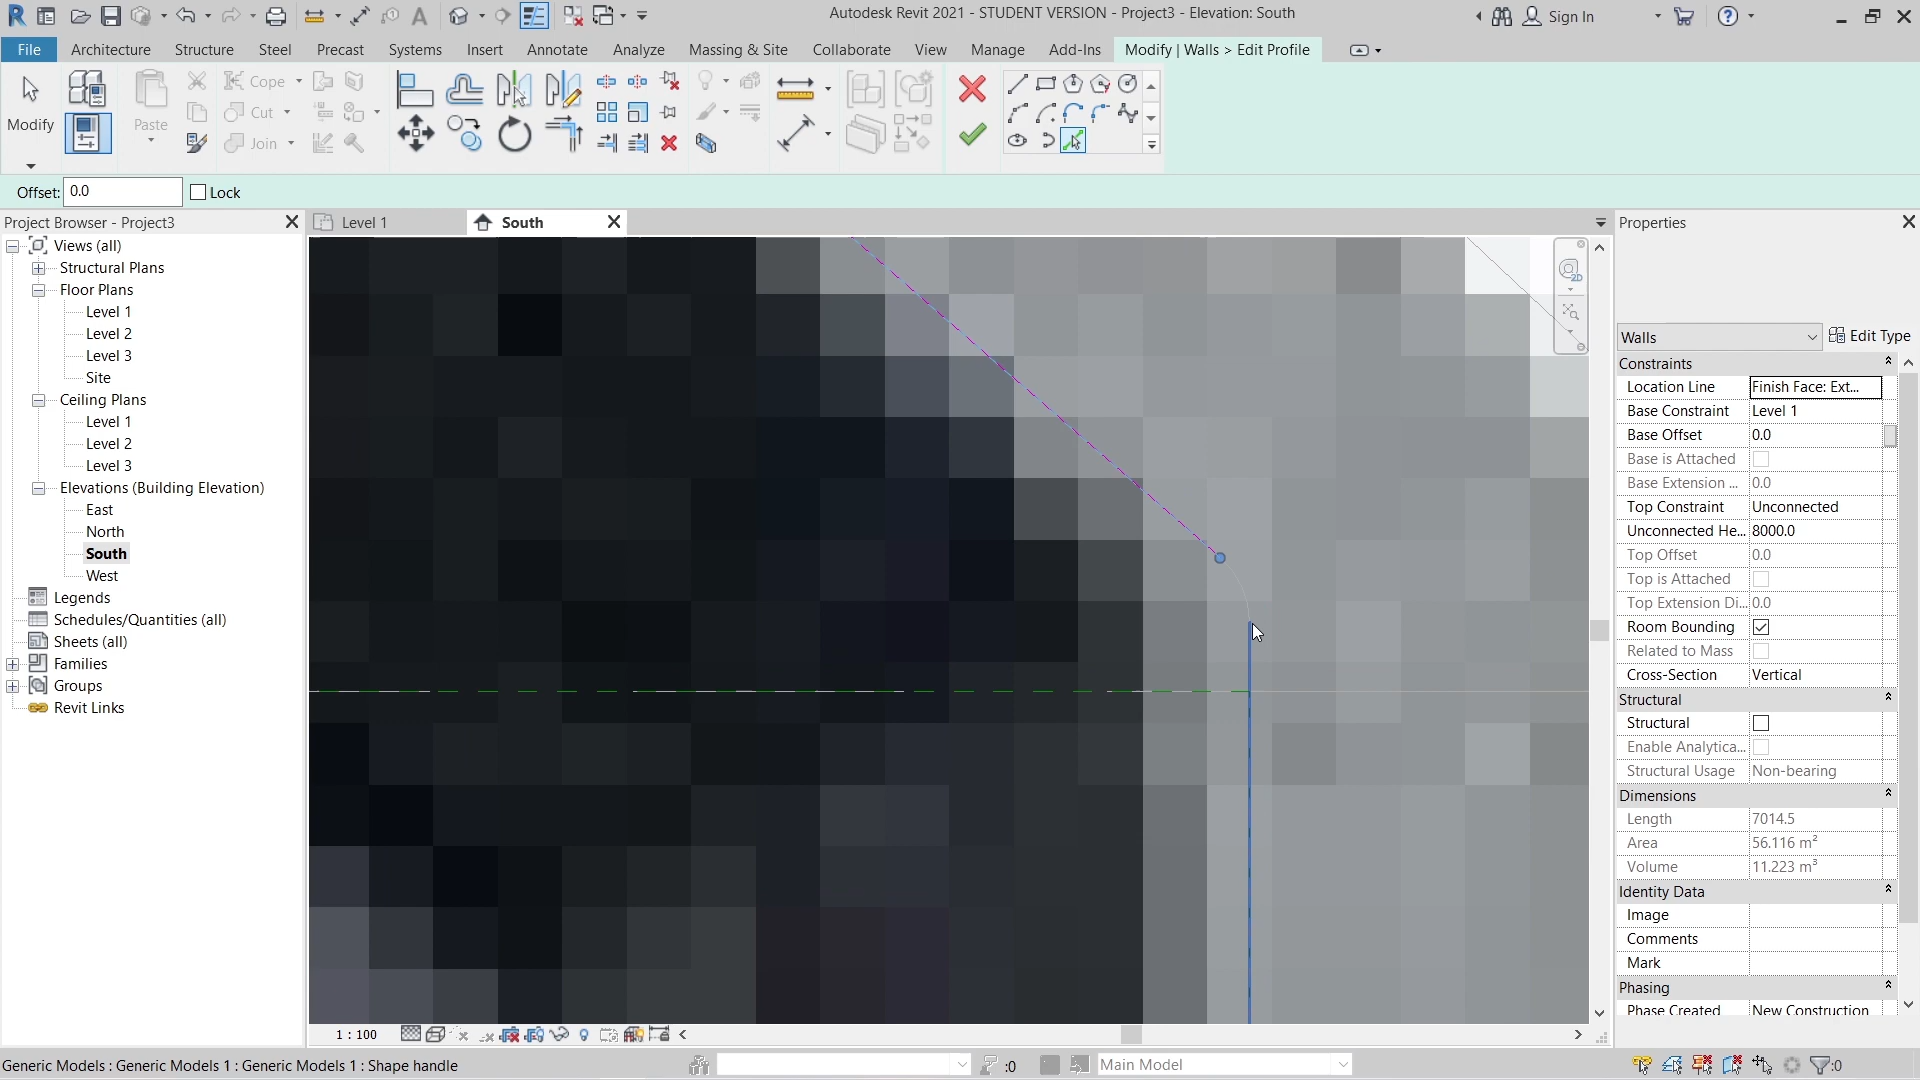 Autodesk Revit 2021 - STUDENT VERSION - Project3 - Elevation: South
Sign In
File Architecture Structure Steel Precast Systems Insert Annotate Analyze Massing & Site Collaborate View Manage Add-Ins Modify | Walls > Edit Profile
Modify
Paste
Cope
Cut
Join
Offset: 0.0 Lock
Project Browser - Project3
Level 1
South
Properties
Views (all)
Structural Plans
Floor Plans
Level 1
Level 2
Level 3
Site
Ceiling Plans
Level 1
Level 2
Level 3
Elevations (Building Elevation)
East
North
South
West
Legends
Schedules/Quantities (all)
Sheets (all)
Families
Groups
Revit Links
2D
Walls
Edit Type
Constraints
Location Line Finish Face: Ext...
Base Constraint Level 1
Base Offset 0.0
Base is Attached
Base Extension ... 0.0
Top Constraint Unconnected
Unconnected He... 8000.0
Top Offset 0.0
Top is Attached
Top Extension Di... 0.0
Room Bounding
Related to Mass
Cross-Section Vertical
Structural
Structural
Enable Analytica...
Structural Usage Non-bearing
Dimensions
Length 7014.5
Area 56.116 m²
Volume 11.223 m³
Identity Data
Image
Comments
Mark
Phasing
Phase Created New Construction
1 : 100
Generic Models : Generic Models 1 : Generic Models 1 : Shape handle
:0
Main Model
:0